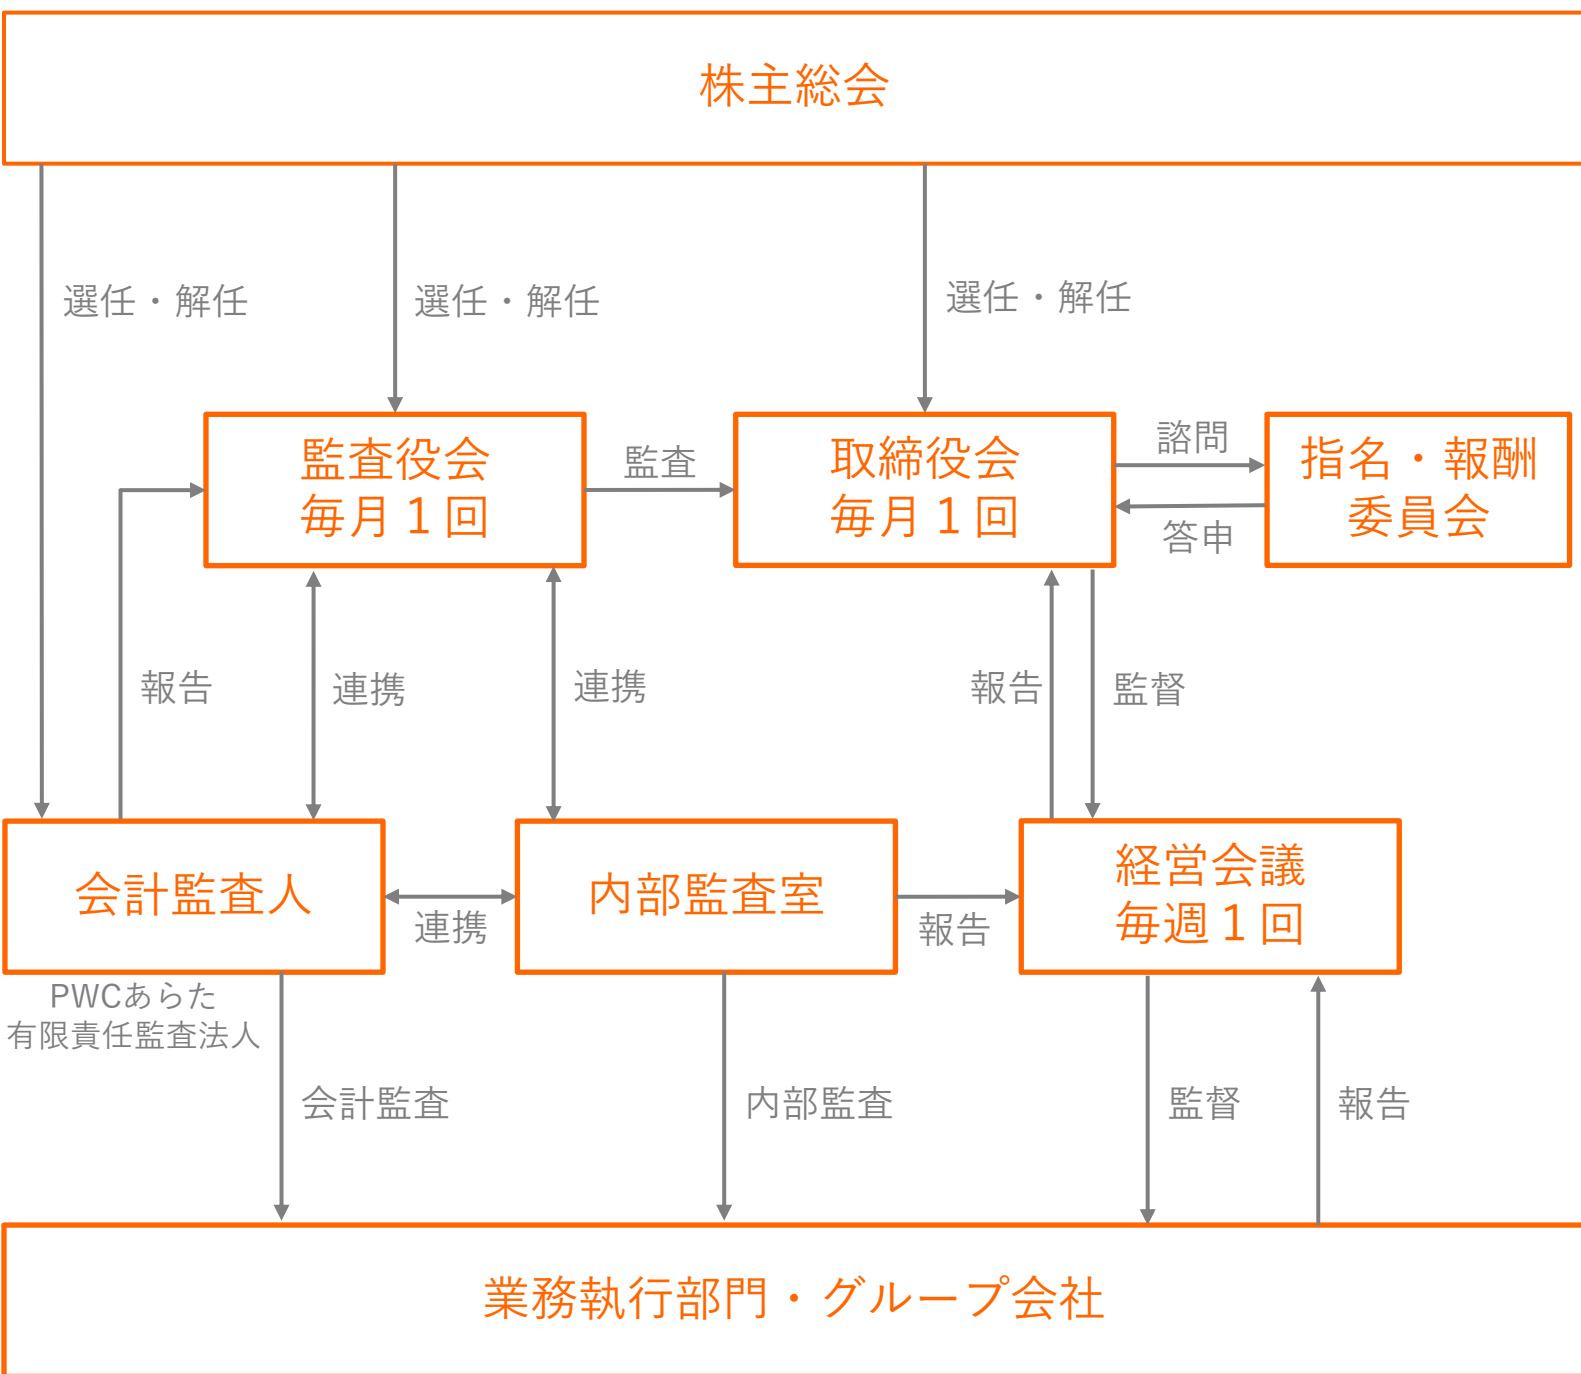 株主総会
選任・解任
選任・解任
選任・解任
監査役会
毎月１回
監査
取締役会
毎月１回
諮問
答申
指名・報酬
委員会
報告
連携
連携
報告
監督
会計監査人
連携
内部監査室
報告
経営会議
毎週１回
PWCあらた
有限責任監査法人
会計監査
内部監査
監督
報告
業務執行部門・グループ会社